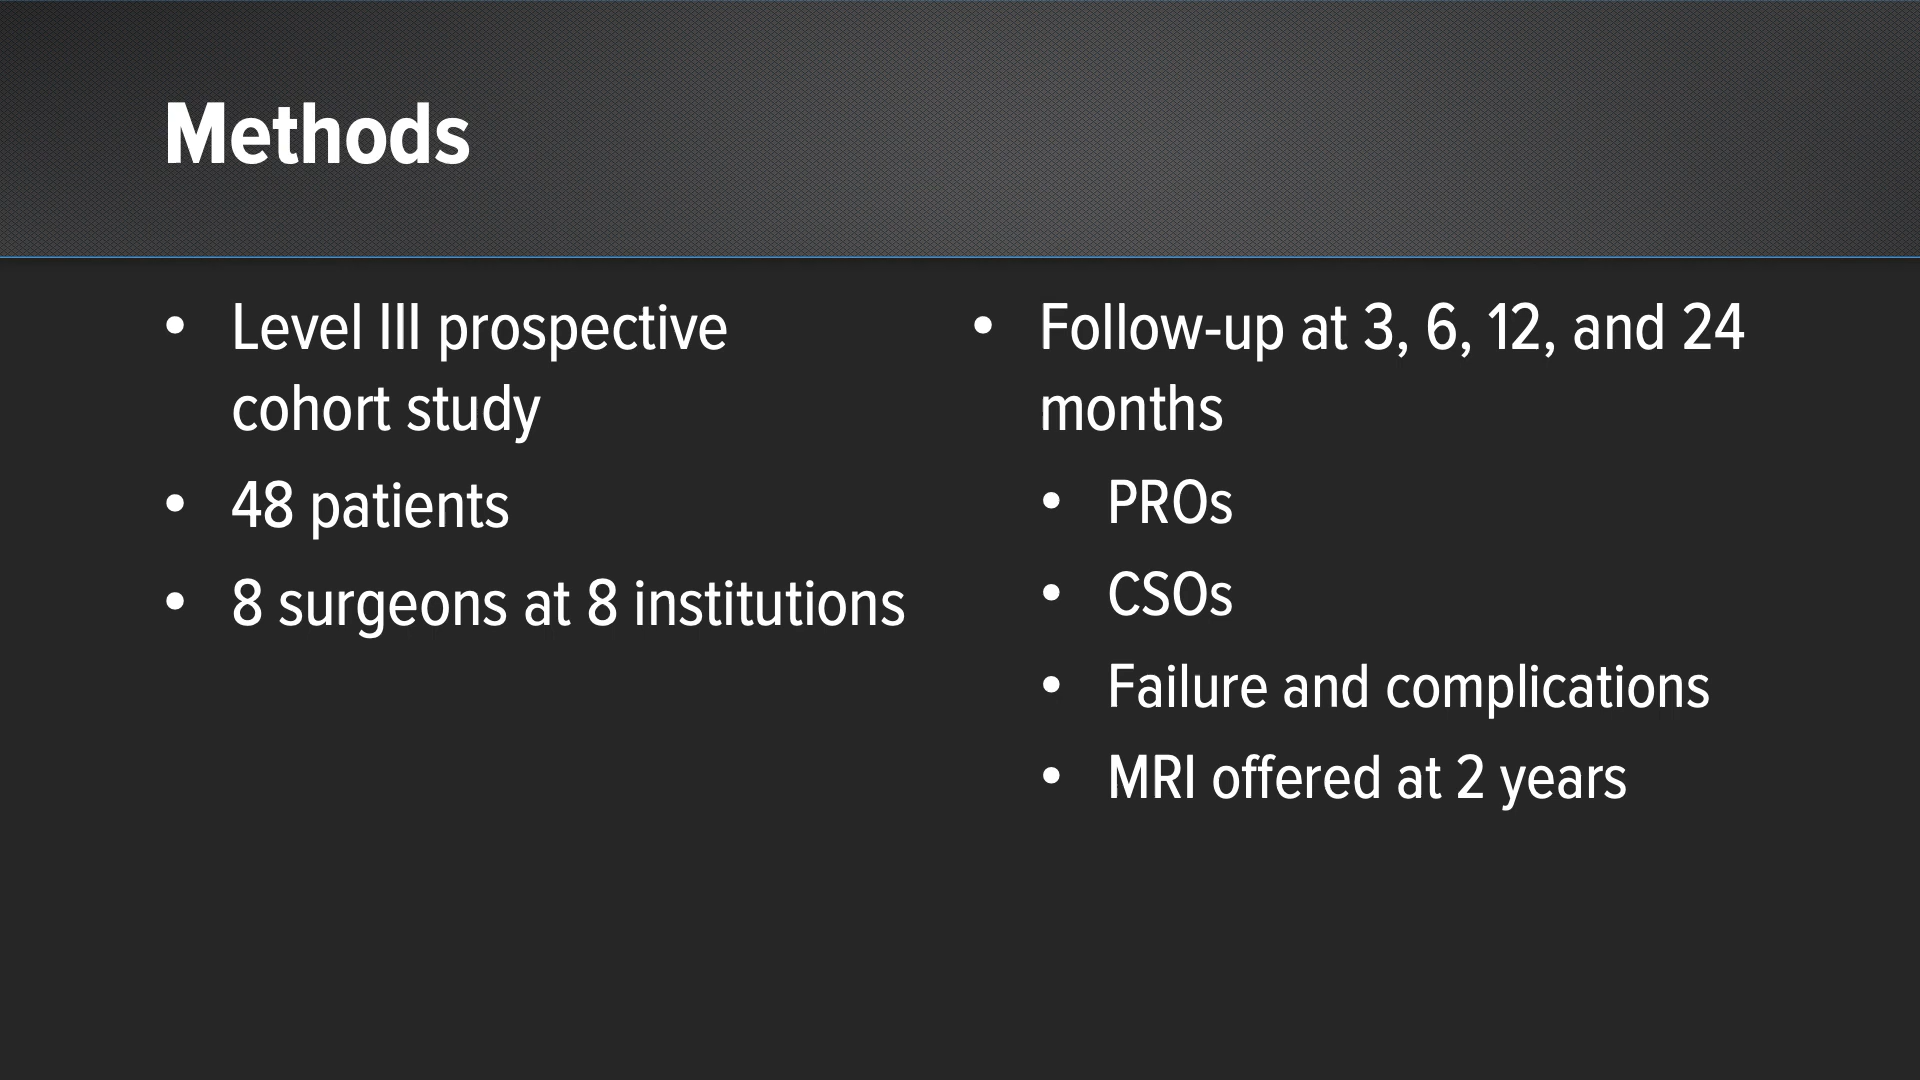 Methods
• Level III prospective
cohort study
• 48 patients
• 8 surgeons at 8 institutions
• Follow-up at 3, 6, 12, and 24
months
• PROs
• CSOs
• Failure and complications
• MRI offered at 2 years